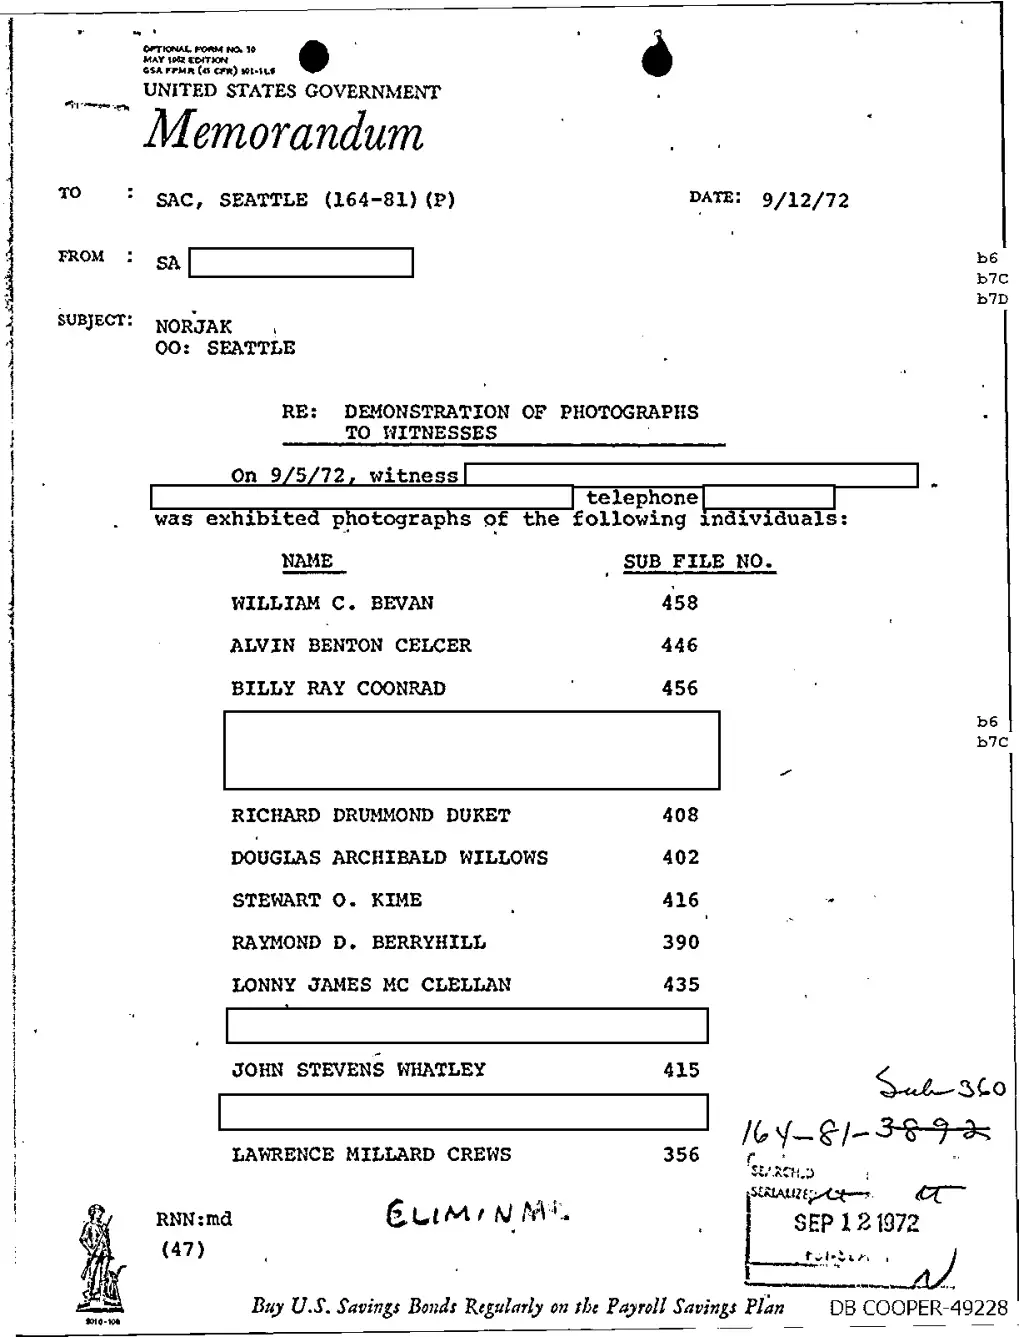 OPTIONAL FORM NO. 10
MAY 1962 EDITION
GSA FPMR (41 CFR) 101-11.6
UNITED STATES GOVERNMENT
Memorandum
TO : SAC, SEATTLE (164-81)(P) DATE: 9/12/72
FROM : SA
b6
b7C
b7D
SUBJECT: NORJAK
OO: SEATTLE
RE: DEMONSTRATION OF PHOTOGRAPHS
TO WITNESSES
On 9/5/72, witness
telephone
was exhibited photographs of the following individuals:
NAME SUB FILE NO.
WILLIAM C. BEVAN 458
ALVIN BENTON CELCER 446
BILLY RAY COONRAD 456
b6
b7C
RICHARD DRUMMOND DUKET 408
DOUGLAS ARCHIBALD WILLOWS 402
STEWART O. KIME 416
RAYMOND D. BERRYHILL 390
LONNY JAMES MC CLELLAN 435
JOHN STEVENS WHATLEY 415
Sub 360
164-81-3892
LAWRENCE MILLARD CREWS 356
SEARCHED
SERIALIZED
RNN:md
(47)
SEP 12 1972
5010-108
Buy U.S. Savings Bonds Regularly on the Payroll Savings Plan
DB COOPER-49228